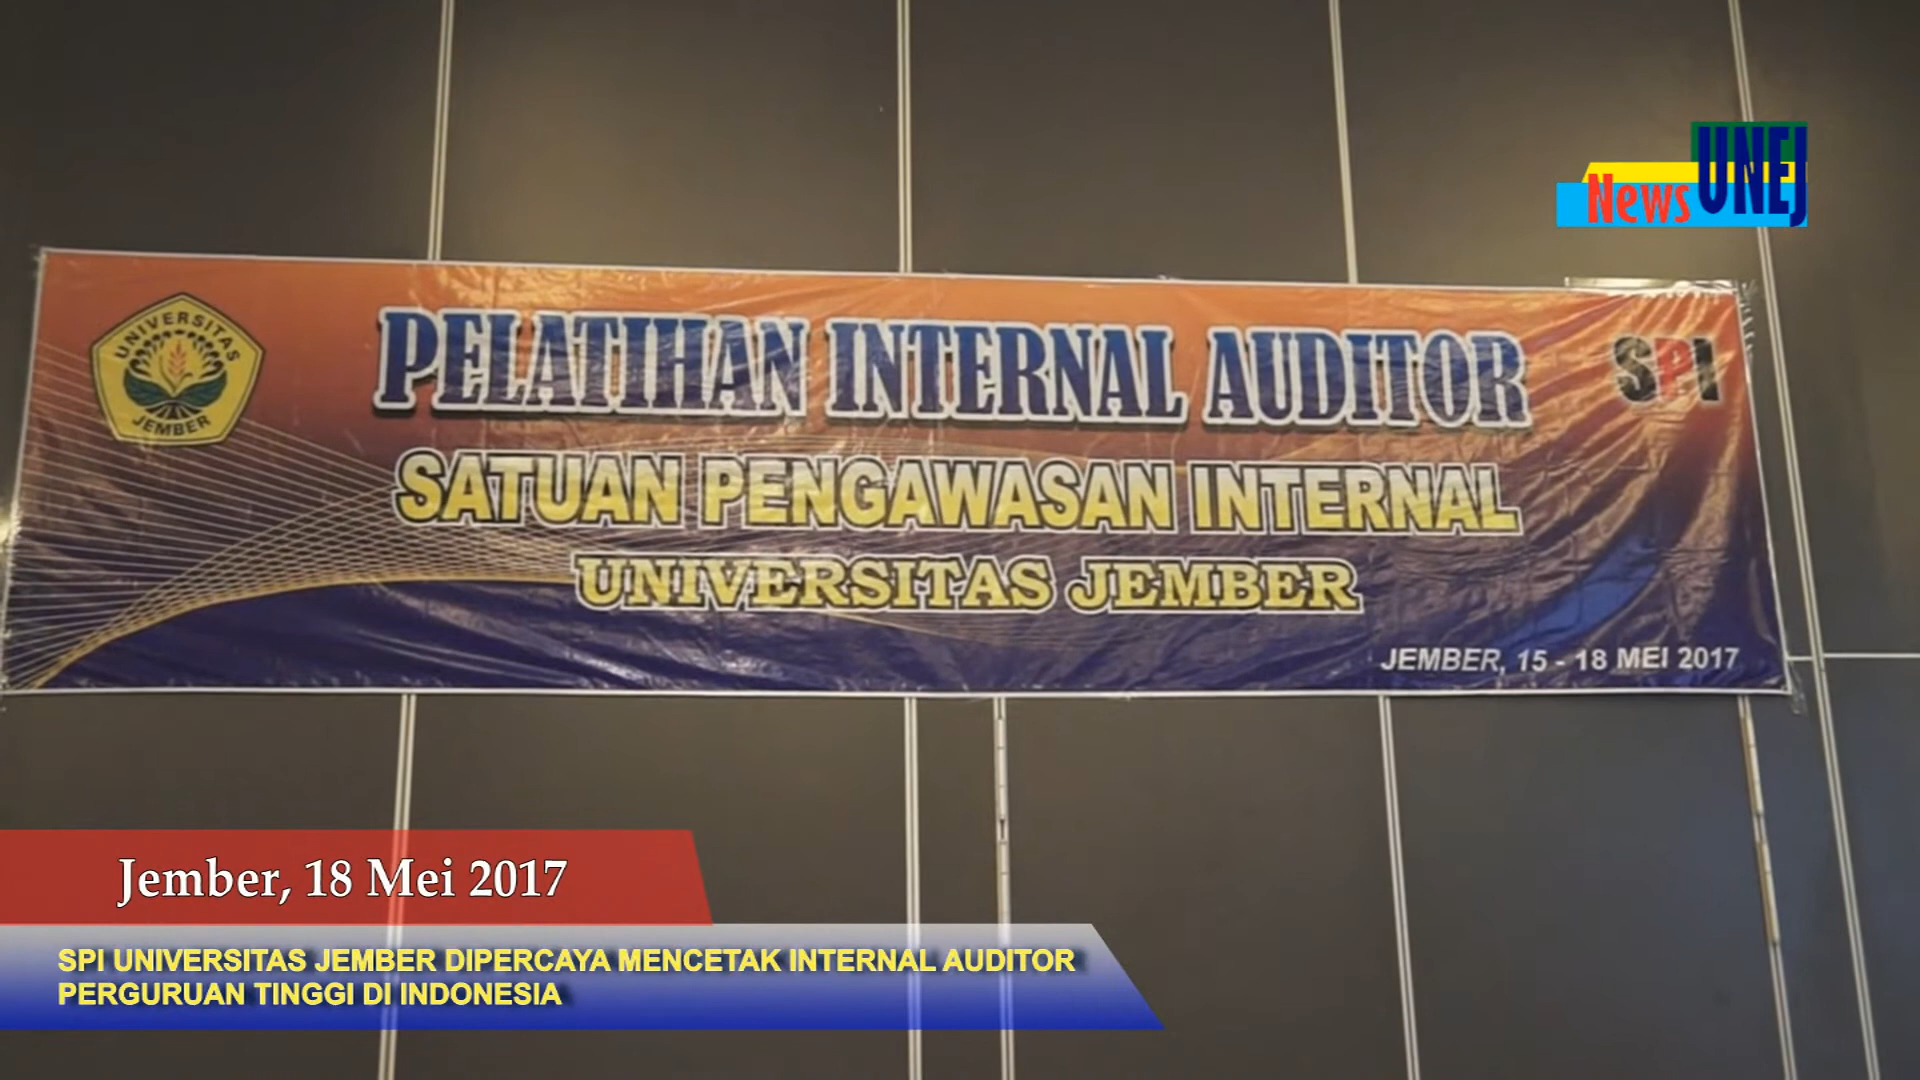 News UNEJ
UNIVERSITAS
JEMBER
PELATIHAN INTERNAL AUDITOR
SPI
SATUAN PENGAWASAN INTERNAL
UNIVERSITAS JEMBER
JEMBER, 15 - 18 MEI 2017
Jember, 18 Mei 2017
SPI UNIVERSITAS JEMBER DIPERCAYA MENCETAK INTERNAL AUDITOR
PERGURUAN TINGGI DI INDONESIA